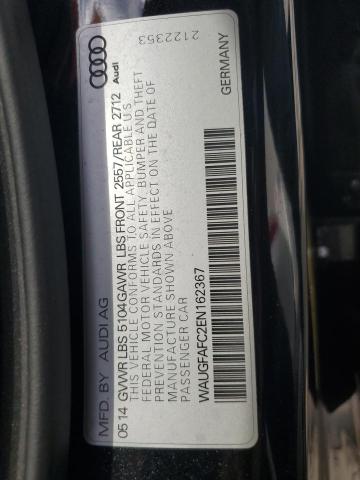 MFD. BY AUDI AG
05 14 GVWR LBS 5104 GAWR LBS FRONT 2557/REAR 2712 Audi
THIS VEHICLE CONFORMS TO ALL APPLICABLE U S
FEDERAL MOTOR VEHICLE SAFETY, BUMPER AND THEFT
PREVENTION STANDARDS IN EFFECT ON THE DATE OF
MANUFACTURE SHOWN ABOVE
PASSENGER CAR
WAUGFAFC2EN162367
2122353
GERMANY